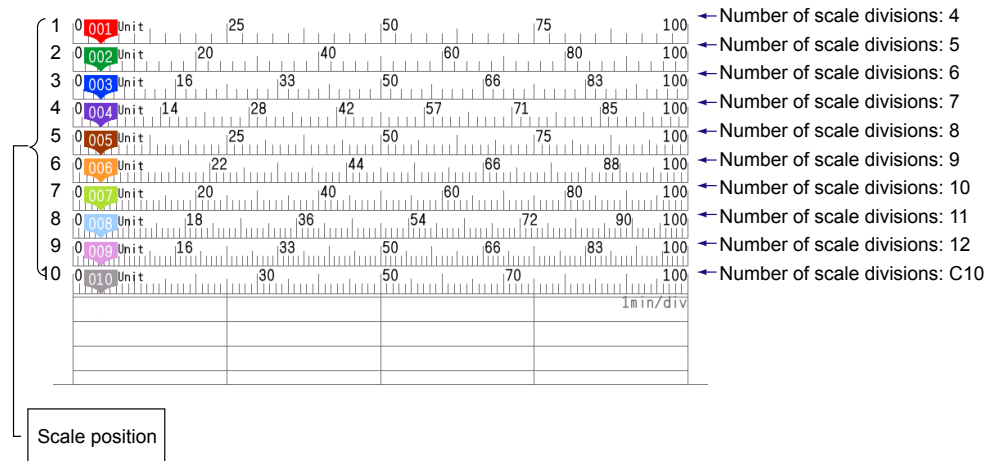 1 0 001 Unit 25 50 75 100 Number of scale divisions: 4
2 0 002 Unit 20 40 60 80 100 Number of scale divisions: 5
3 0 003 Unit 16 33 50 66 83 100 Number of scale divisions: 6
4 0 004 Unit 14 28 42 57 71 85 100 Number of scale divisions: 7
5 0 005 Unit 25 50 75 100 Number of scale divisions: 8
6 0 006 Unit 22 44 66 88 100 Number of scale divisions: 9
7 0 007 Unit 20 40 60 80 100 Number of scale divisions: 10
8 0 008 Unit 18 36 54 72 90 100 Number of scale divisions: 11
9 0 009 Unit 16 33 50 66 83 100 Number of scale divisions: 12
10 0 010 Unit 30 50 70 100 Number of scale divisions: C10
1min/div
Scale position